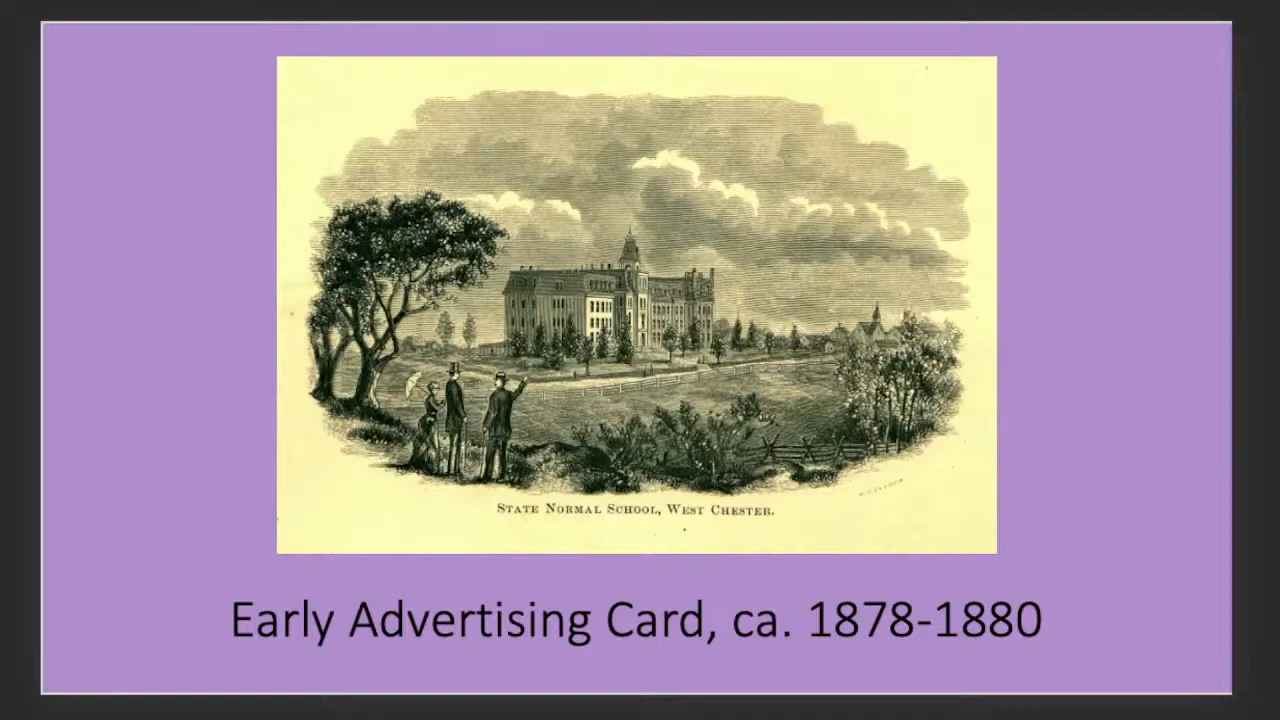 State Normal School, West Chester.
Early Advertising Card, ca. 1878-1880